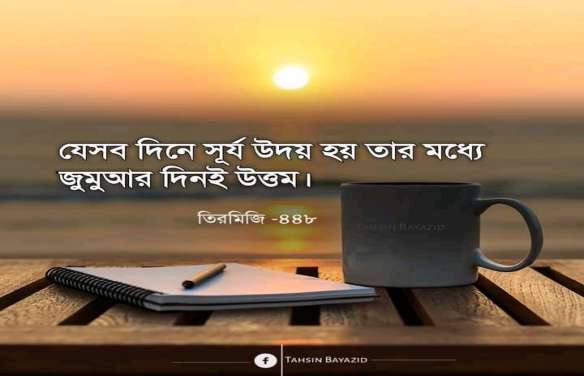 যেসব দিনে সূর্য উদয় হয় তার মধ্যে
জুমুআর দিনই উত্তম।
তিরমিজি -৪৪৮
TAHSIN BAYAZID
f
TAHSIN BAYAZID